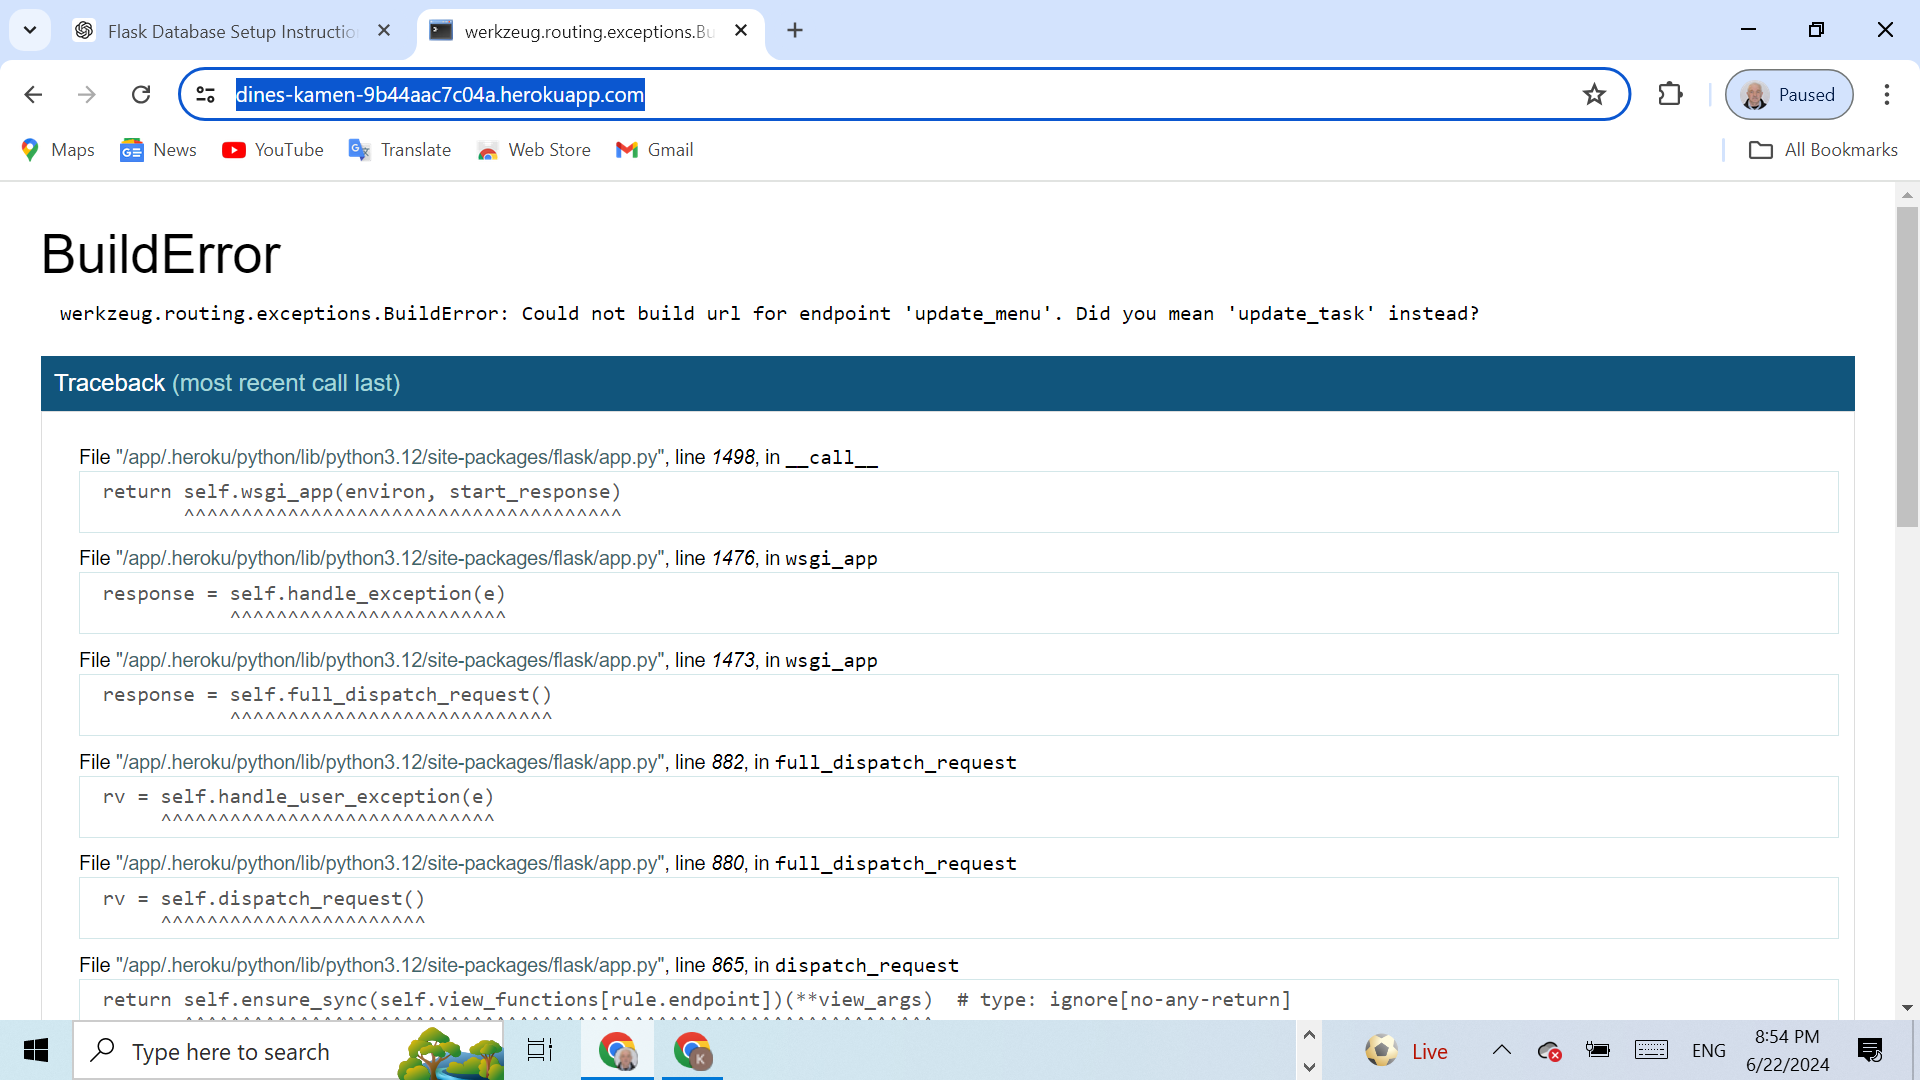 Flask Database Setup Instructio
werkzeug.routing.exceptions.Bu
dines-kamen-9b44aac7c04a.herokuapp.com
Paused
Maps
News
YouTube
Translate
Web Store
Gmail
All Bookmarks
BuildError
werkzeug.routing.exceptions.BuildError: Could not build url for endpoint 'update_menu'. Did you mean 'update_task' instead?
Traceback (most recent call last)
File "/app/.heroku/python/lib/python3.12/site-packages/flask/app.py", line 1498, in __call__
return self.wsgi_app(environ, start_response)
^^^^^^^^^^^^^^^^^^^^^^^^^^^^^^^^^^^^^^
File "/app/.heroku/python/lib/python3.12/site-packages/flask/app.py", line 1476, in wsgi_app
response = self.handle_exception(e)
^^^^^^^^^^^^^^^^^^^^^^^^
File "/app/.heroku/python/lib/python3.12/site-packages/flask/app.py", line 1473, in wsgi_app
response = self.full_dispatch_request()
^^^^^^^^^^^^^^^^^^^^^^^^^^^^
File "/app/.heroku/python/lib/python3.12/site-packages/flask/app.py", line 882, in full_dispatch_request
rv = self.handle_user_exception(e)
^^^^^^^^^^^^^^^^^^^^^^^^^^^^^
File "/app/.heroku/python/lib/python3.12/site-packages/flask/app.py", line 880, in full_dispatch_request
rv = self.dispatch_request()
^^^^^^^^^^^^^^^^^^^^^^^
File "/app/.heroku/python/lib/python3.12/site-packages/flask/app.py", line 865, in dispatch_request
return self.ensure_sync(self.view_functions[rule.endpoint])(**view_args)  # type: ignore[no-any-return]
^^^^^^^^^^^^^^^^^^^^^^^^^^^^^^^^^^^^^^^^^^^^^^^^^^^^^^^^^^^^^^^^^
Type here to search
K
Live
ENG
8:54 PM
6/22/2024